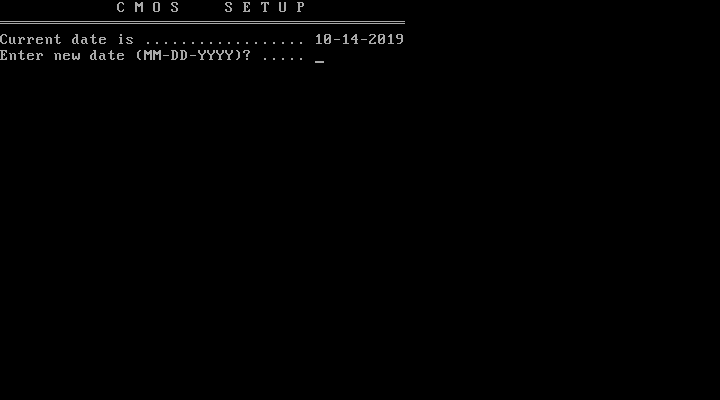 C M O S   S E T U P
Current date is .................. 10-14-2019
Enter new date (MM-DD-YYYY)? ..... _